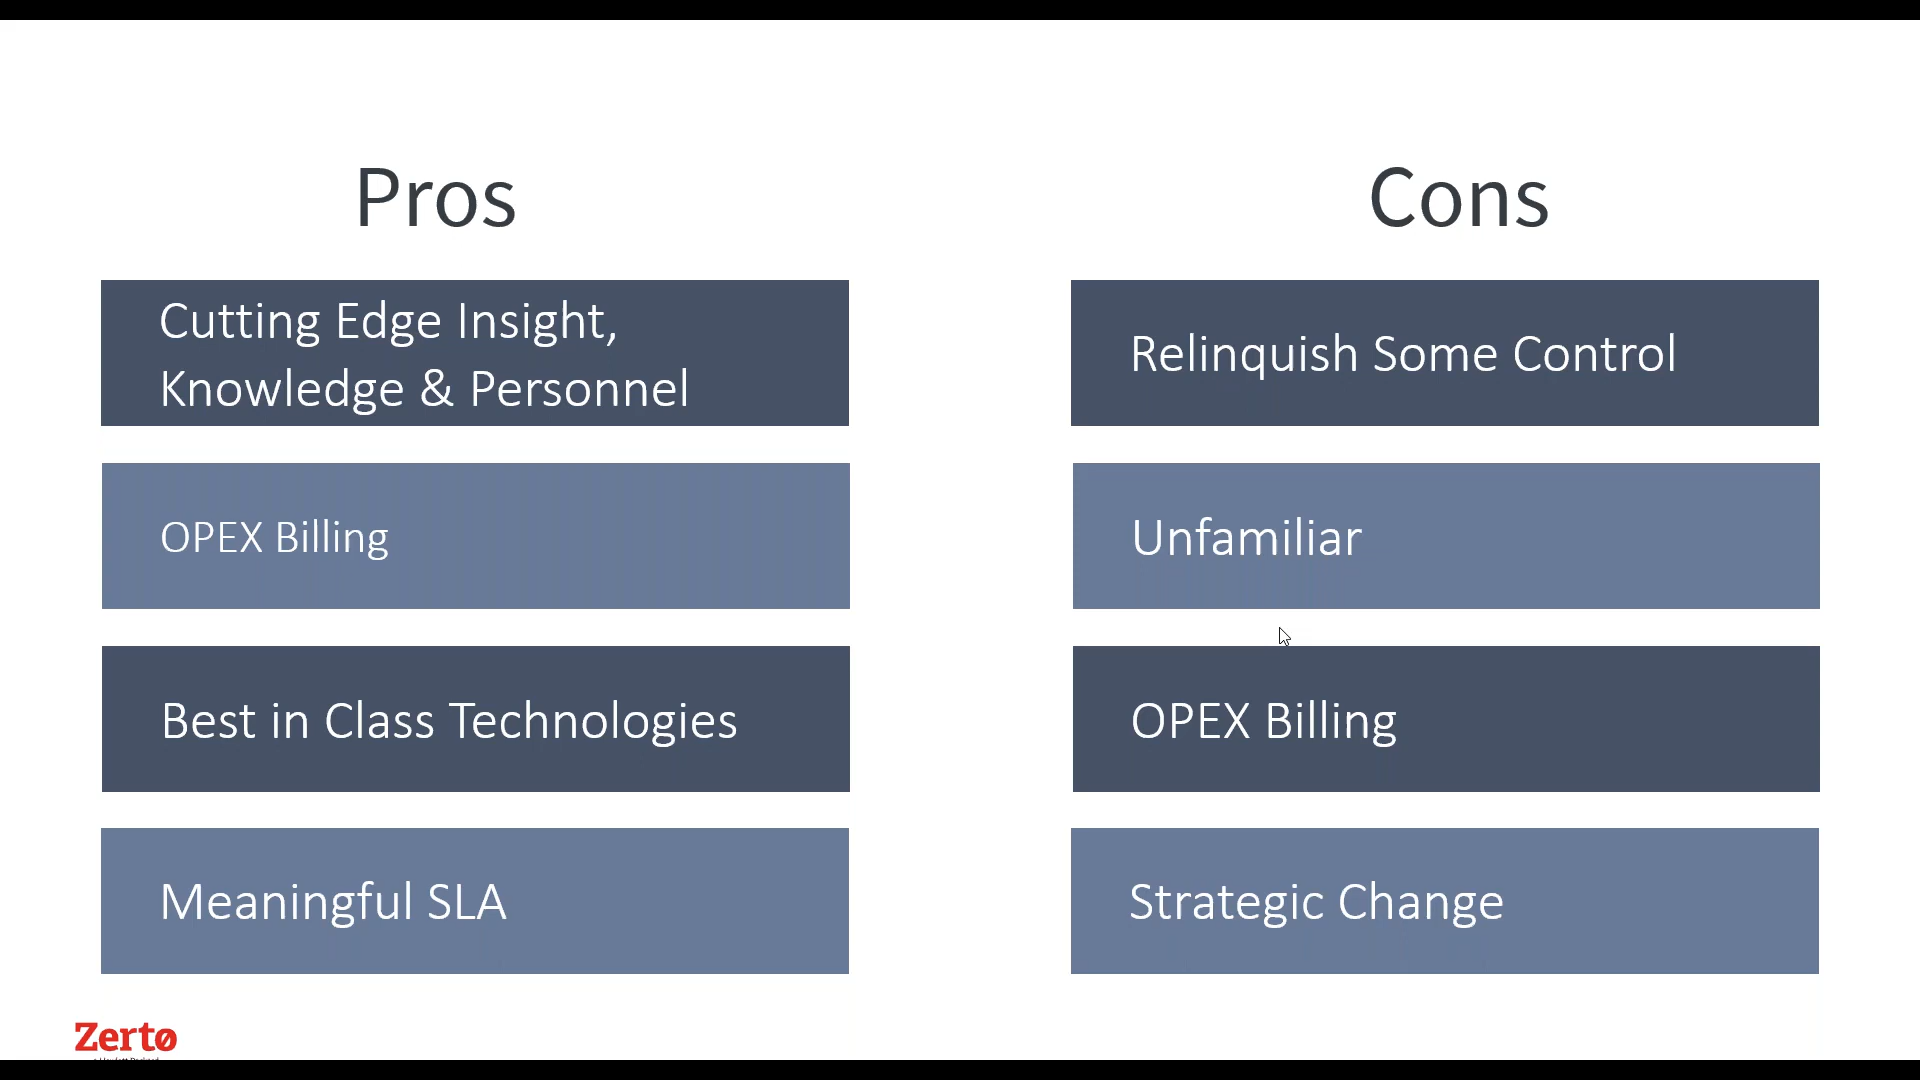 Pros
Cutting Edge Insight,
Knowledge & Personnel
OPEX Billing
Best in Class Technologies
Meaningful SLA
Cons
Relinquish Some Control
Unfamiliar
OPEX Billing
Strategic Change
Zerto